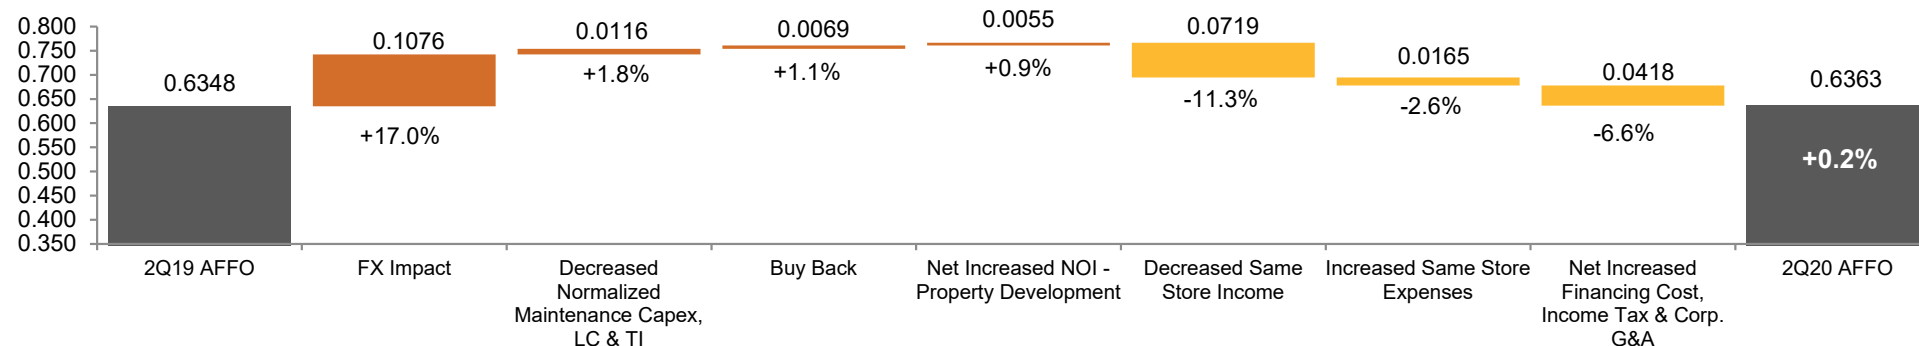 0.800
0.750
0.700
0.650
0.600
0.550
0.500
0.450
0.400
0.350
0.6348
0.1076
+17.0%
0.0116
+1.8%
0.0069
+1.1%
0.0055
+0.9%
0.0719
-11.3%
0.0165
-2.6%
0.0418
-6.6%
0.6363
+0.2%
2Q19 AFFO
FX Impact
Decreased
Normalized
Maintenance Capex,
LC & TI
Buy Back
Net Increased NOI -
Property Development
Decreased Same
Store Income
Increased Same Store
Expenses
Net Increased
Financing Cost,
Income Tax & Corp.
G&A
2Q20 AFFO